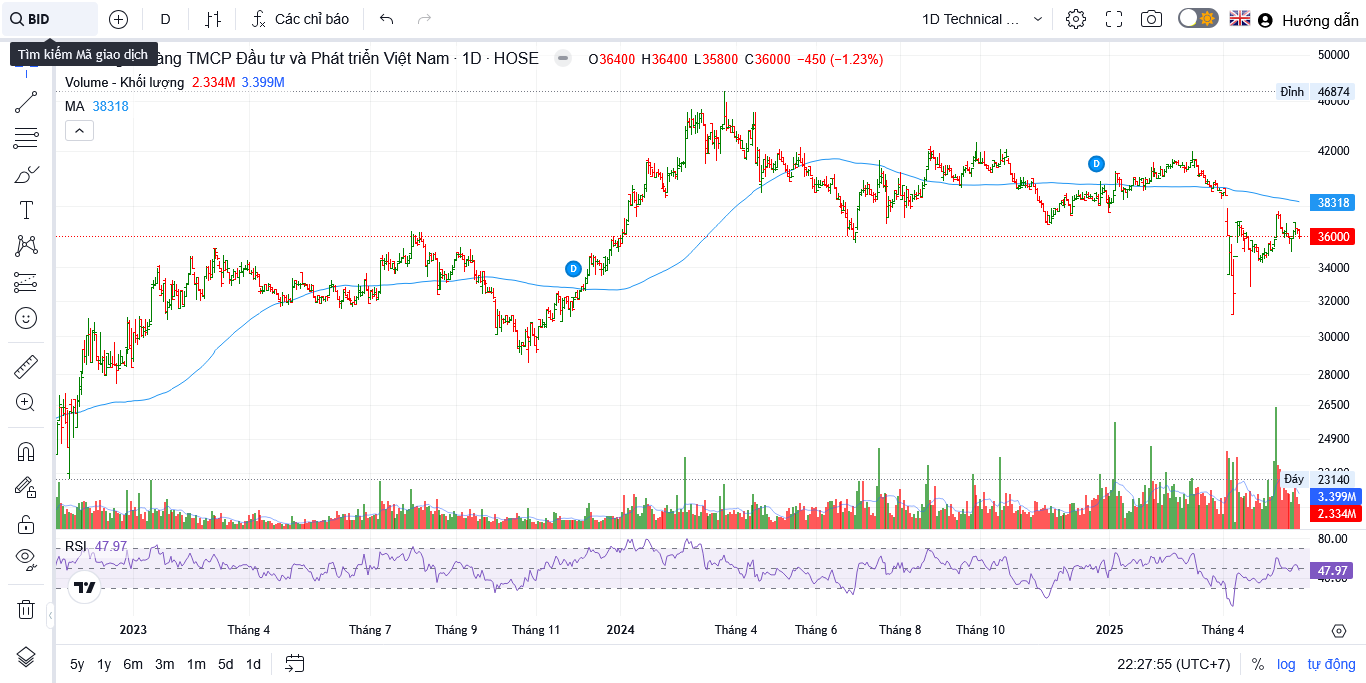 BID
D
Các chỉ báo
1D Technical ...
Hướng dẫn
Tìm kiếm Mã giao dịch
àng TMCP Đầu tư và Phát triển Việt Nam · 1D · HOSE
O36400 H36400 L35800 C36000 −450 (−1.23%)
Volume - Khối lượng 2.334M 3.399M
MA 38318
50000
Đỉnh 46874
46000
42000
38318
36000
34000
32000
30000
28000
26500
24900
Đáy 23140
3.399M
2.334M
D
D
RSI 47.97
80.00
47.97
40.00
2023 Tháng 4 Tháng 7 Tháng 9 Tháng 11 2024 Tháng 4 Tháng 6 Tháng 8 Tháng 10 2025 Tháng 4
5y 1y 6m 3m 1m 5d 1d
22:27:55 (UTC+7) % log tự động